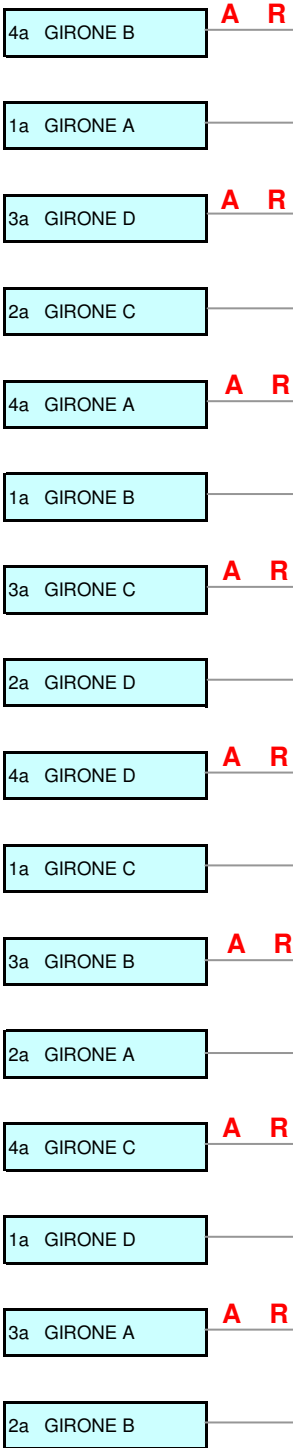 A R
4a GIRONE B
1a GIRONE A
A R
3a GIRONE D
2a GIRONE C
A R
4a GIRONE A
1a GIRONE B
A R
3a GIRONE C
2a GIRONE D
A R
4a GIRONE D
1a GIRONE C
A R
3a GIRONE B
2a GIRONE A
A R
4a GIRONE C
1a GIRONE D
A R
3a GIRONE A
2a GIRONE B